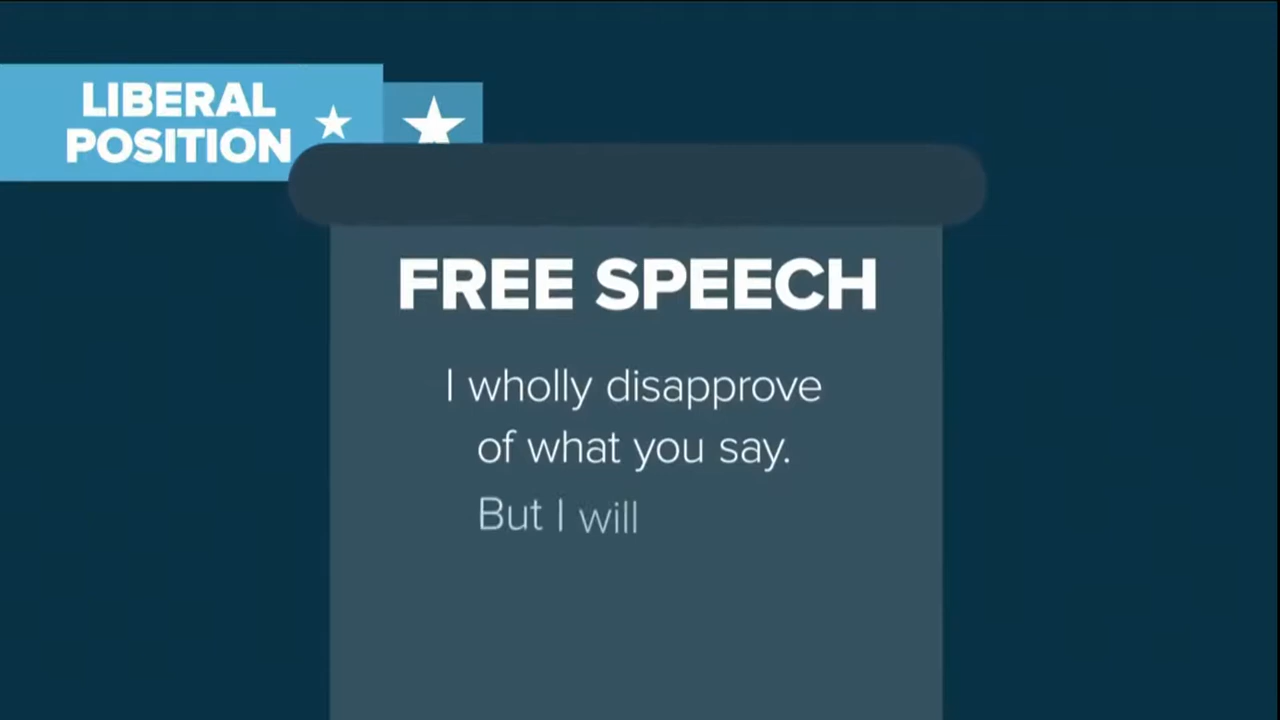 LIBERAL
POSITION
FREE SPEECH
I wholly disapprove
of what you say.
But I will